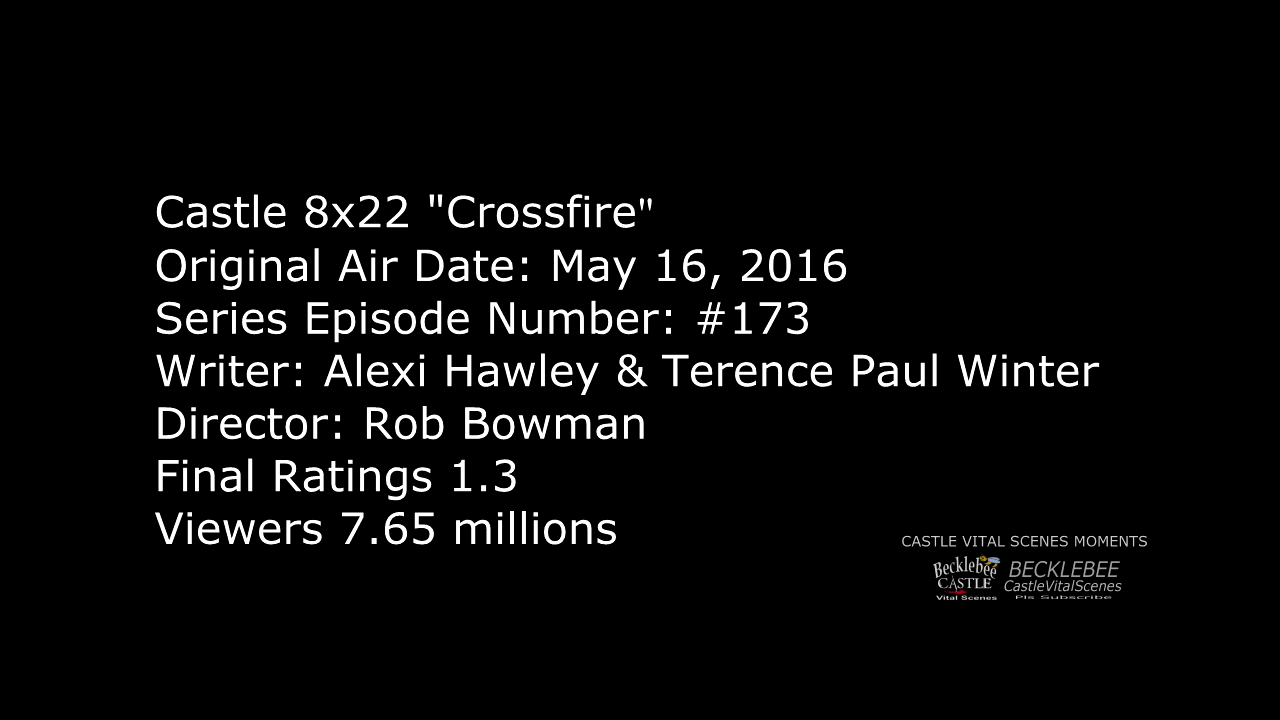 Castle 8x22 "Crossfire"
Original Air Date: May 16, 2016
Series Episode Number: #173
Writer: Alexi Hawley & Terence Paul Winter
Director: Rob Bowman
Final Ratings 1.3
Viewers 7.65 millions
CASTLE VITAL SCENES MOMENTS
Becklebee
CASTLE
Vital Scenes
BECKLEBEE
CastleVitalScenes
Pls Subscribe